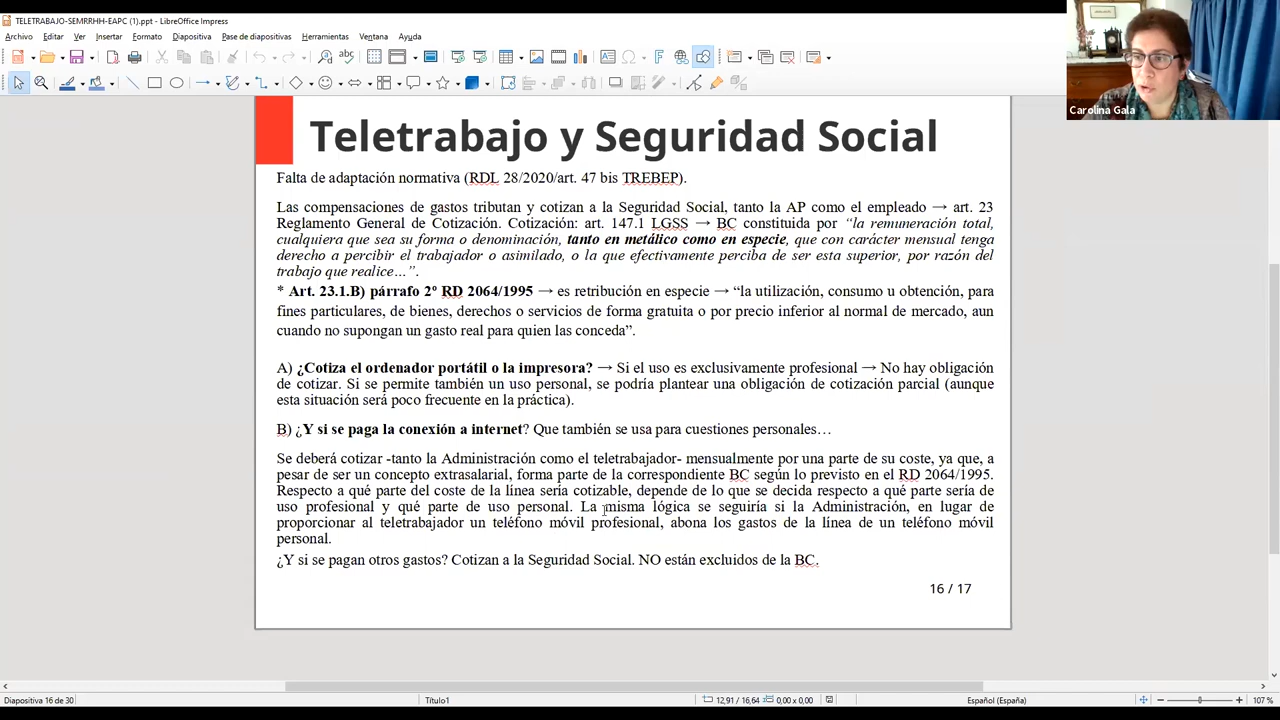 TELETRABAJO-SEMRRHH-EAPC (1).ppt - LibreOffice Impress
Archivo Editar Ver Insertar Formato Diapositiva Pase de diapositivas Herramientas Ventana Ayuda
Carolina Gala
Teletrabajo y Seguridad Social
Falta de adaptación normativa (RDL 28/2020/art. 47 bis TREBEP).
Las compensaciones de gastos tributan y cotizan a la Seguridad Social, tanto la AP como el empleado → art. 23
Reglamento General de Cotización. Cotización: art. 147.1 LGSS → BC constituida por “la remuneración total,
cualquiera que sea su forma o denominación, tanto en metálico como en especie, que con carácter mensual tenga
derecho a percibir el trabajador o asimilado, o la que efectivamente perciba de ser esta superior, por razón del
trabajo que realice…”.
* Art. 23.1.B) párrafo 2º RD 2064/1995 → es retribución en especie → “la utilización, consumo u obtención, para
fines particulares, de bienes, derechos o servicios de forma gratuita o por precio inferior al normal de mercado, aun
cuando no supongan un gasto real para quien las conceda”.
A) ¿Cotiza el ordenador portátil o la impresora? → Si el uso es exclusivamente profesional → No hay obligación
de cotizar. Si se permite también un uso personal, se podría plantear una obligación de cotización parcial (aunque
esta situación será poco frecuente en la práctica).
B) ¿Y si se paga la conexión a internet? Que también se usa para cuestiones personales…
Se deberá cotizar -tanto la Administración como el teletrabajador- mensualmente por una parte de su coste, ya que, a
pesar de ser un concepto extrasalarial, forma parte de la correspondiente BC según lo previsto en el RD 2064/1995.
Respecto a qué parte del coste de la línea sería cotizable, depende de lo que se decida respecto a qué parte sería de
uso profesional y qué parte de uso personal. La misma lógica se seguiría si la Administración, en lugar de
proporcionar al teletrabajador un teléfono móvil profesional, abona los gastos de la línea de un teléfono móvil
personal.
¿Y si se pagan otros gastos? Cotizan a la Seguridad Social. NO están excluidos de la BC.
16 / 17
Diapositiva 16 de 30 Título1 12,91 / 16,64 0,00 x 0,00 Español (España) 107 %